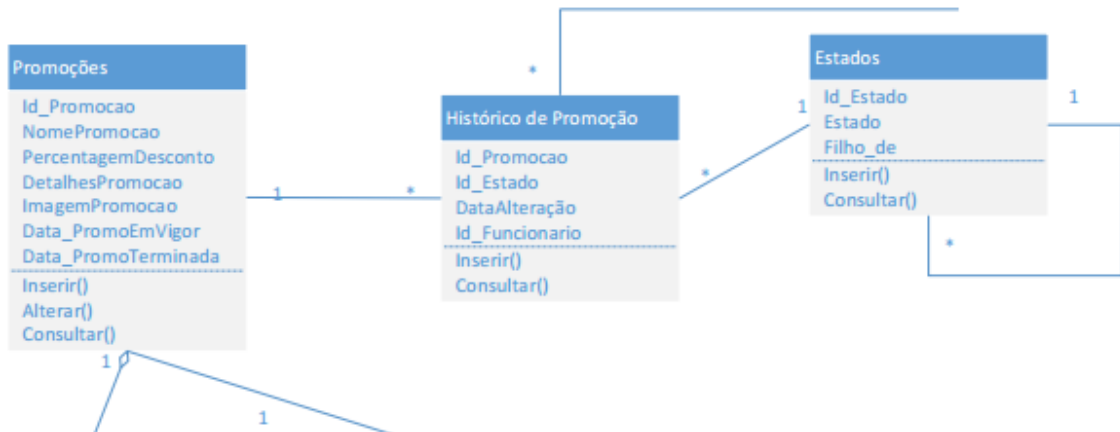 Promoções
Id_Promocao
NomePromocao
PercentagemDesconto
DetalhesPromocao
ImagemPromocao
Data_PromoEmVigor
Data_PromoTerminada
Inserir()
Alterar()
Consultar()
1
1
1
*
*
Histórico de Promoção
Id_Promocao
Id_Estado
DataAlteração
Id_Funcionario
Inserir()
Consultar()
*
1
Estados
Id_Estado
Estado
Filho_de
Inserir()
Consultar()
1
*